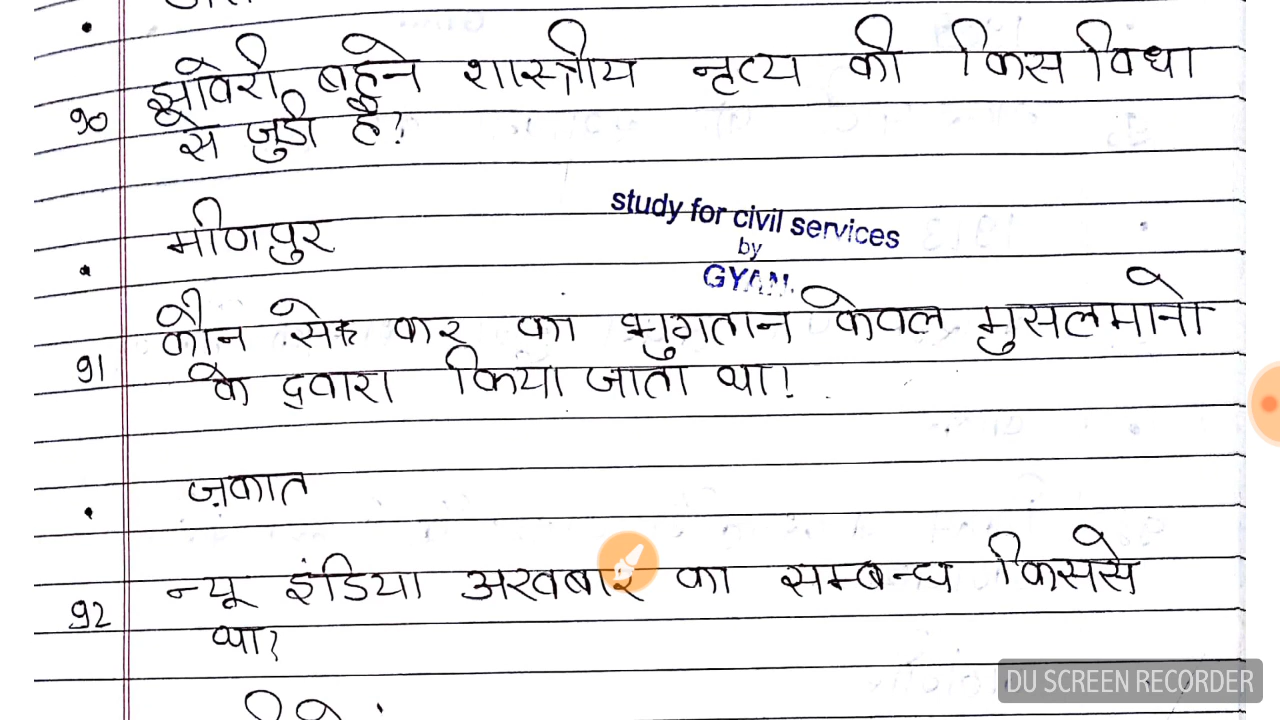 90 झावेरी बहने शास्त्रीय नृत्य की किस विधा
से जुडी है?
study for civil services
by
GYAN
मणिपुर
91 कौन से कर का भुगतान केवल मुसलमानो
के द्वारा किया जाता था?
ज़कात
92 न्यू इंडिया अखबार का सम्बन्ध किससे
था?
DU SCREEN RECORDER